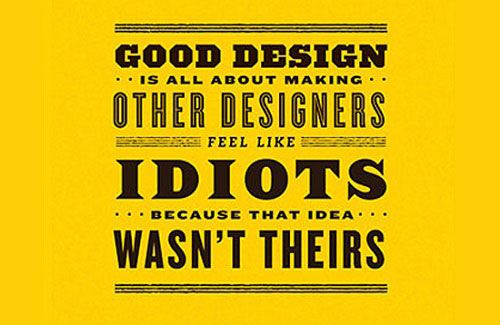 GOOD DESIGN
IS ALL ABOUT MAKING
OTHER DESIGNERS
FEEL LIKE
IDIOTS
BECAUSE THAT IDEA
WASN'T THEIRS